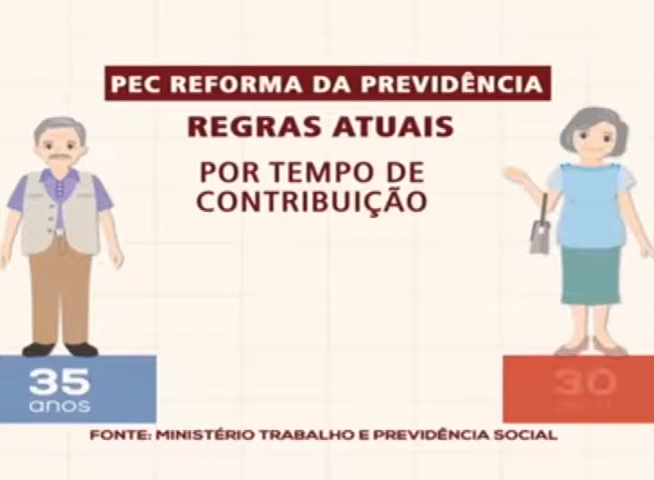 PEC REFORMA DA PREVIDÊNCIA
REGRAS ATUAIS
POR TEMPO DE
CONTRIBUIÇÃO
35
anos
30
FONTE: MINISTÉRIO TRABALHO E PREVIDÊNCIA SOCIAL